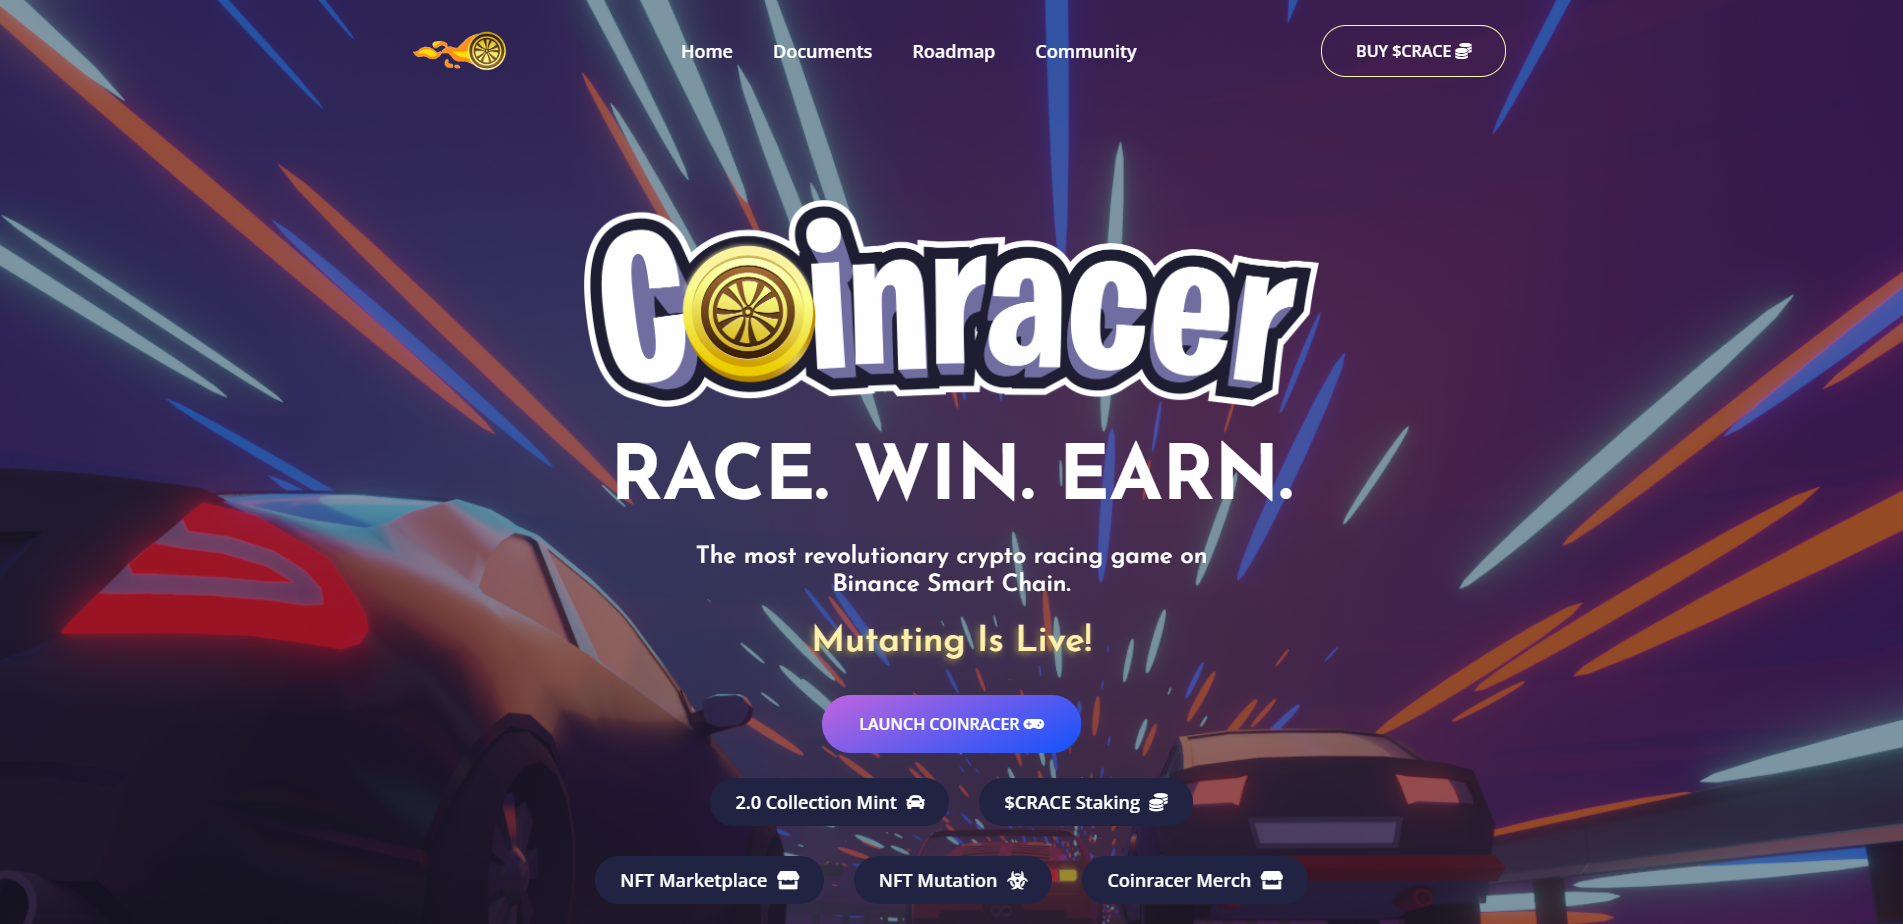 Home Documents Roadmap Community BUY $CRACE
Coinracer
RACE. WIN. EARN.
The most revolutionary crypto racing game on
Binance Smart Chain.
Mutating Is Live!
LAUNCH COINRACER
2.0 Collection Mint $CRACE Staking
NFT Marketplace NFT Mutation Coinracer Merch